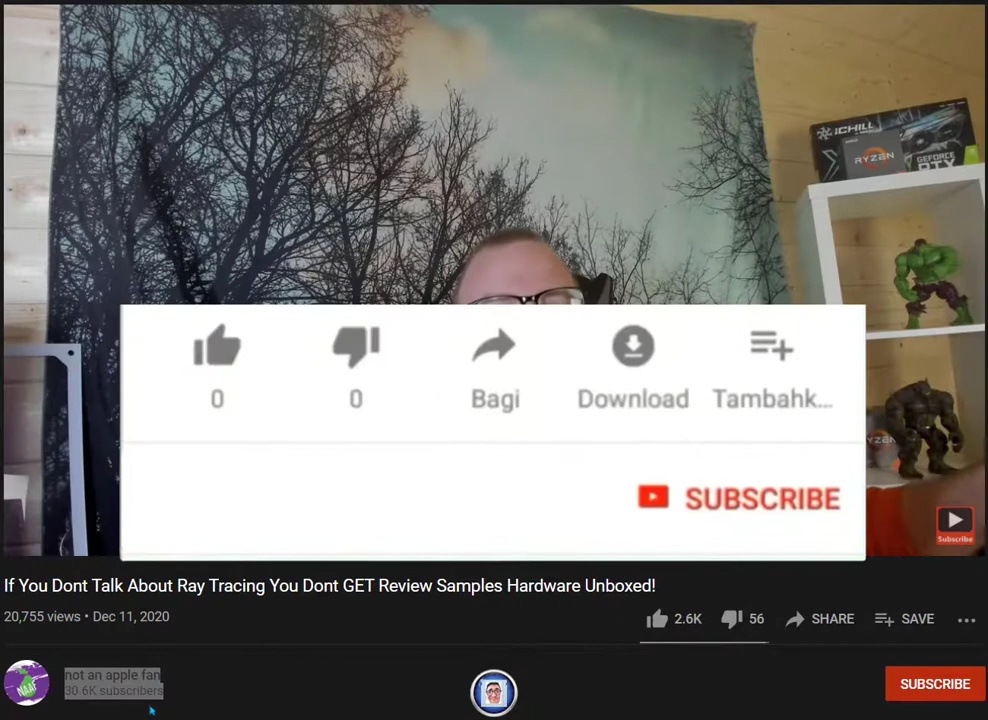 ICHILL
RYZEN
GEFORCE
RTX
0
0
Bagi
Download
Tambahk...
SUBSCRIBE
Subscribe
If You Dont Talk About Ray Tracing You Dont GET Review Samples Hardware Unboxed!
20,755 views • Dec 11, 2020
2.6K
56
SHARE
SAVE
NAAF
not an apple fan
30.6K subscribers
SUBSCRIBE